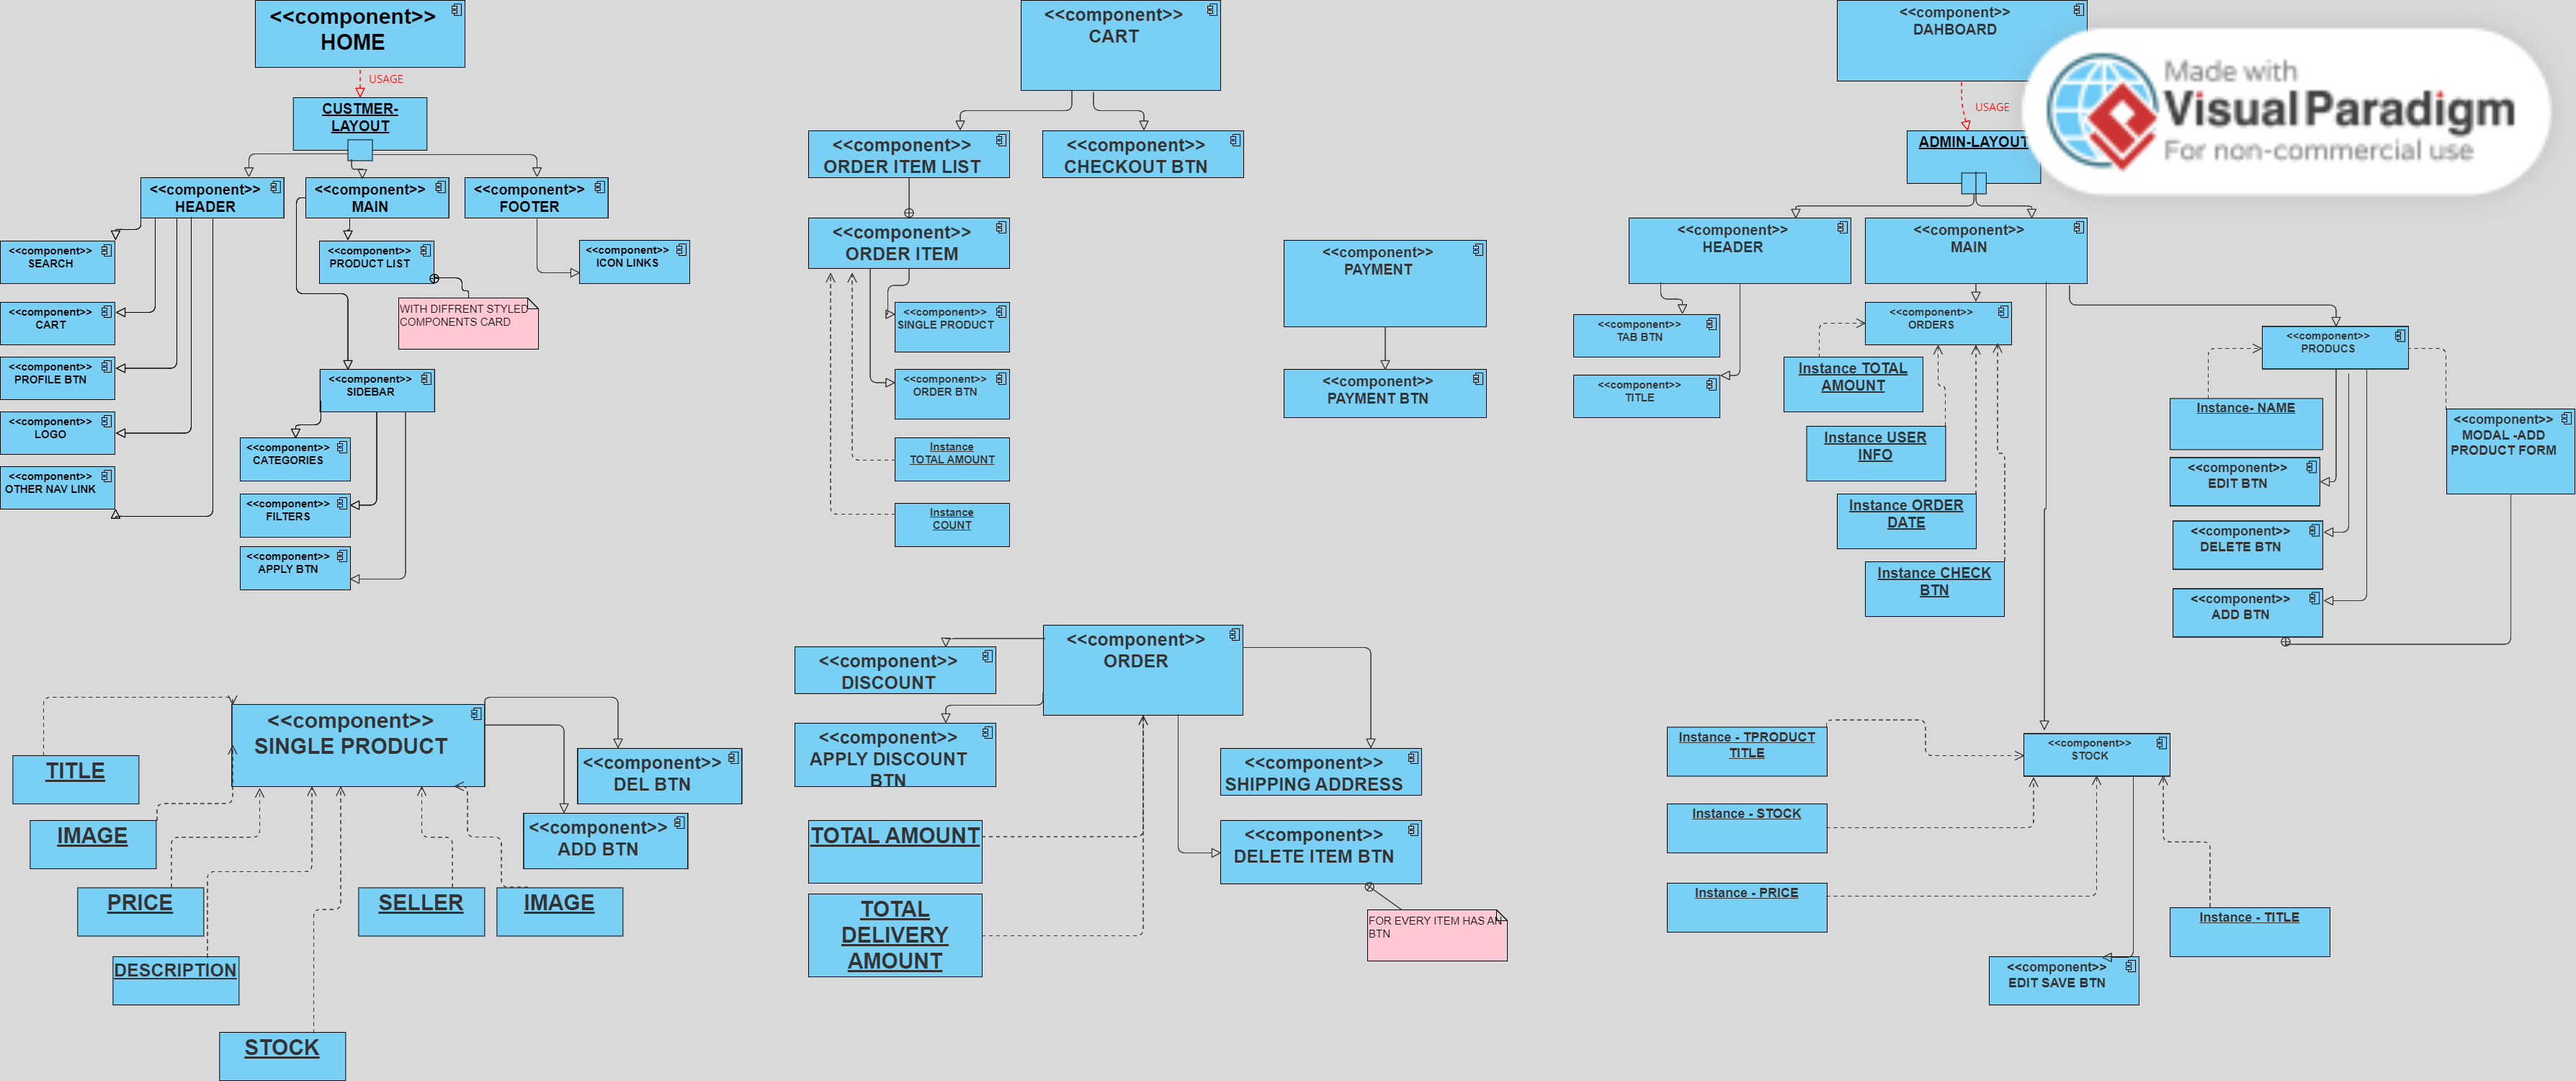 <<component>>
HOME
USAGE
CUSTMER-
LAYOUT
<<component>>
HEADER
<<component>>
MAIN
<<component>>
FOOTER
<<component>>
SEARCH
<<component>>
CART
<<component>>
PROFILE BTN
<<component>>
LOGO
<<component>>
OTHER NAV LINK
<<component>>
PRODUCT LIST
WITH DIFFRENT STYLED
COMPONENTS CARD
<<component>>
ICON LINKS
<<component>>
SIDEBAR
<<component>>
CATEGORIES
<<component>>
FILTERS
<<component>>
APPLY BTN
<<component>>
CART
<<component>>
ORDER ITEM LIST
<<component>>
CHECKOUT BTN
<<component>>
ORDER ITEM
<<component>>
SINGLE PRODUCT
<<component>>
ORDER BTN
Instance
TOTAL AMOUNT
Instance
COUNT
<<component>>
PAYMENT
<<component>>
PAYMENT BTN
<<component>>
DAHBOARD
USAGE
ADMIN-LAYOUT
Made with
Visual Paradigm
For non-commercial use
<<component>>
HEADER
<<component>>
MAIN
<<component>>
TAB BTN
<<component>>
TITLE
<<component>>
ORDERS
Instance TOTAL
AMOUNT
Instance USER
INFO
Instance ORDER
DATE
Instance CHECK
BTN
<<component>>
PRODUCS
Instance- NAME
<<component>>
EDIT BTN
<<component>>
DELETE BTN
<<component>>
ADD BTN
<<component>>
MODAL -ADD
PRODUCT FORM
<<component>>
SINGLE PRODUCT
TITLE
IMAGE
PRICE
DESCRIPTION
STOCK
SELLER
IMAGE
<<component>>
DEL BTN
<<component>>
ADD BTN
<<component>>
ORDER
<<component>>
DISCOUNT
<<component>>
APPLY DISCOUNT
BTN
TOTAL AMOUNT
TOTAL
DELIVERY
AMOUNT
<<component>>
SHIPPING ADDRESS
<<component>>
DELETE ITEM BTN
FOR EVERY ITEM HAS AN
BTN
<<component>>
STOCK
Instance - TPRODUCT
TITLE
Instance - STOCK
Instance - PRICE
Instance - TITLE
<<component>>
EDIT SAVE BTN